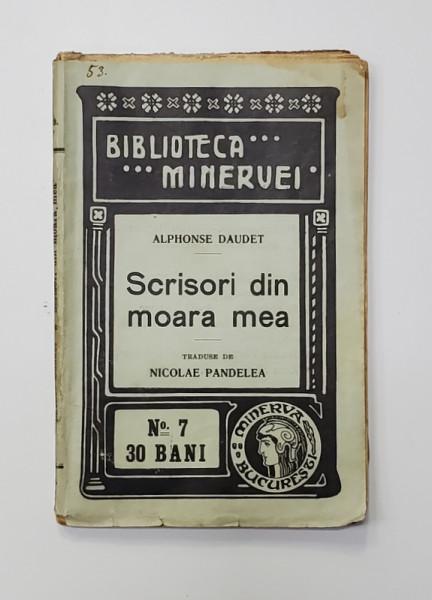 53.
BIBLIOTECA
MINERVEI
ALPHONSE DAUDET
Scrisori din
moara mea
TRADUSE DE
NICOLAE PANDELEA
No. 7
30 BANI
MINERVA
BUCUREȘTI